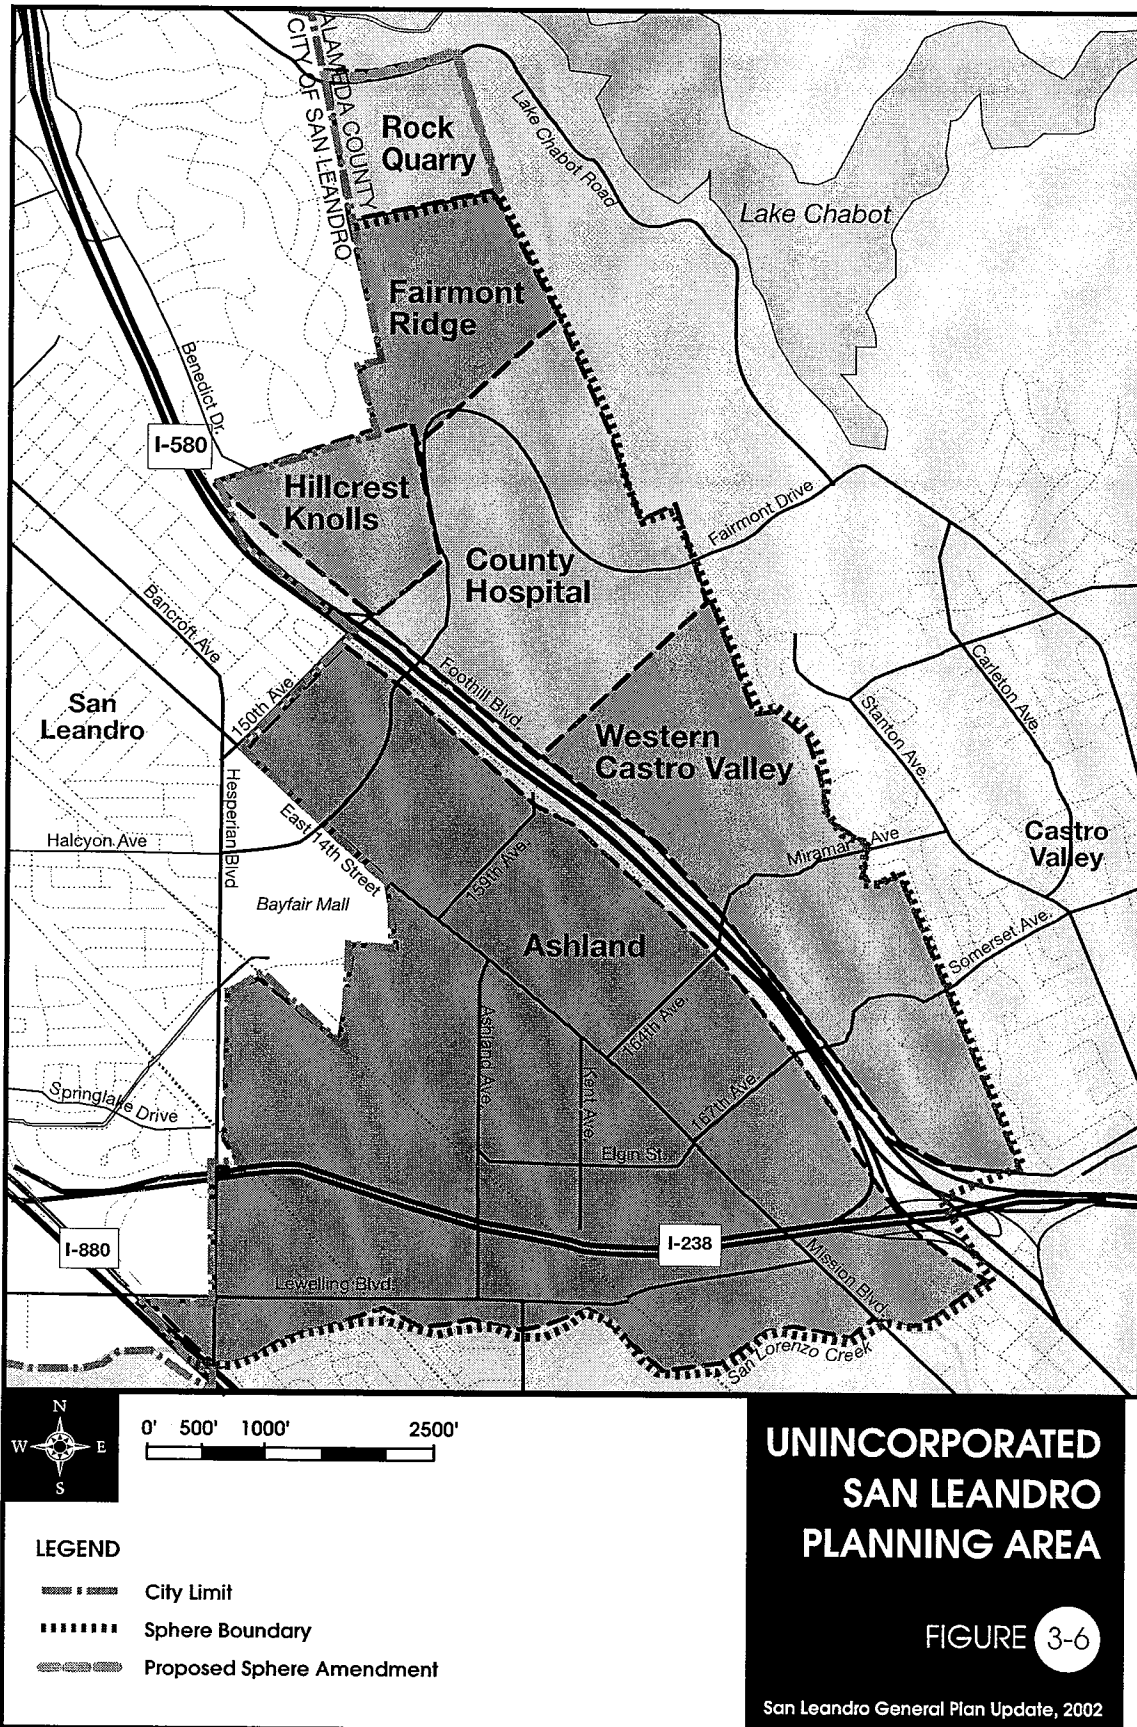 ALAMEDA COUNTY
CITY OF SAN LEANDRO
Rock
Quarry
Lake Chabot Road
Lake Chabot
Fairmont
Ridge
Benedict Dr.
I-580
Hillcrest
Knolls
Fairmont Drive
County
Hospital
Bancroft Ave
150th Ave.
Foothill Blvd.
San
Leandro
Carleton Ave.
Stanton Ave.
Western
Castro Valley
Hesperian Blvd
East 14th Street
Halcyon Ave
159th Ave.
Miramar Ave
Castro
Valley
Bayfair Mall
Ashland
Somerset Ave.
Ashland Ave.
164th Ave.
Kent Ave.
167th Ave.
Springlake Drive
Elgin St.
I-880
I-238
Mission Blvd.
Lewelling Blvd.
San Lorenzo Creek
N
W
E
S
0' 500' 1000' 2500'
LEGEND
City Limit
Sphere Boundary
Proposed Sphere Amendment
UNINCORPORATED
SAN LEANDRO
PLANNING AREA
FIGURE 3-6
San Leandro General Plan Update, 2002